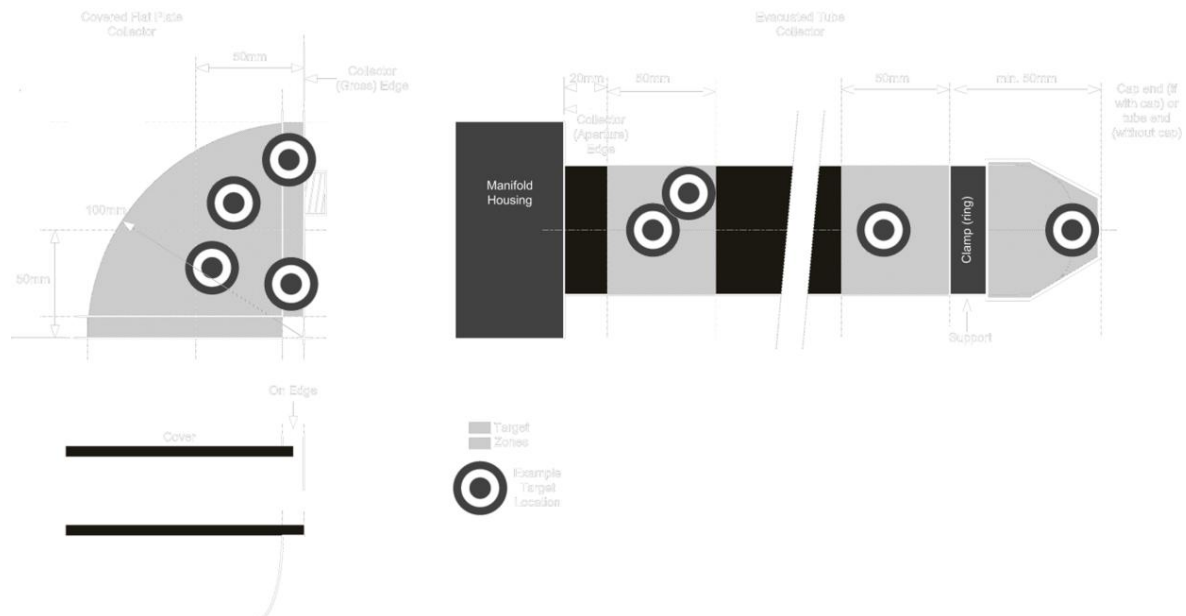 Covered Flat Plate
Collector
50mm
Collector
(Gross) Edge
100mm
50mm
On Edge
Cover
Evacuated Tube
Collector
20mm
50mm
50mm
min. 50mm
Cap end (if
with cap) or
tube end
(without cap)
Collector
(Aperture)
Edge
Manifold
Housing
Clamp (ring)
Support
Target
Zones
Example
Target
Location